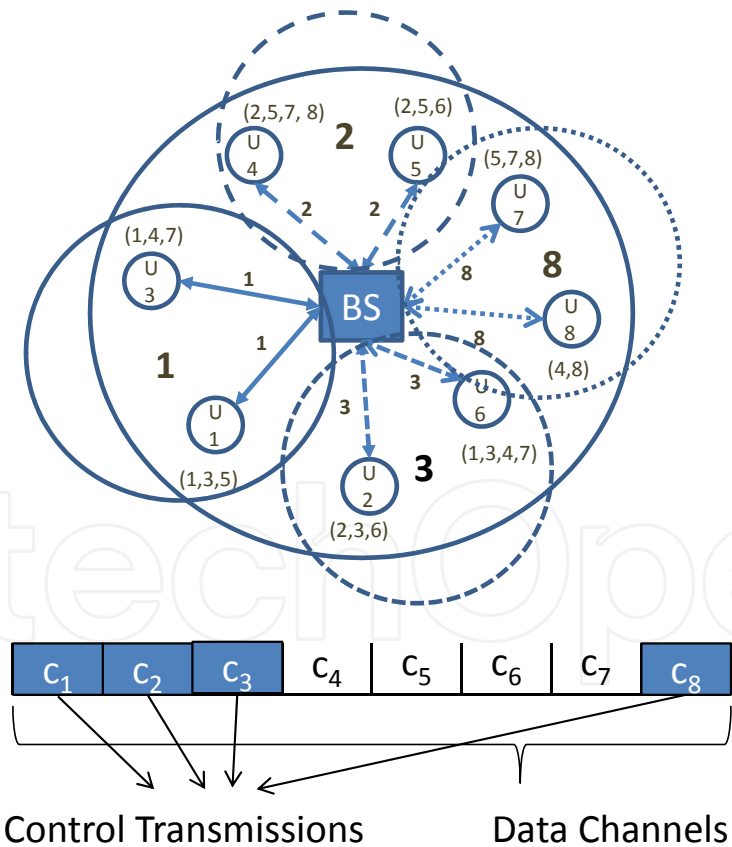 (2,5,7, 8)
2
(2,5,6)
U
4
U
5
(5,7,8)
U
7
2
2
(1,4,7)
U
3
1
8
8
BS
U
8
1
1
8
(4,8)
3
3
U
6
U
1
(1,3,5)
(1,3,4,7)
3
U
2
(2,3,6)
techOpe
c1 c2 c3 c4 c5 c6 c7 c8
Control Transmissions Data Channels